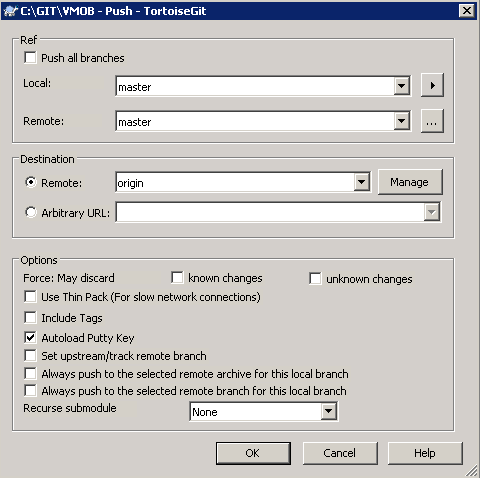 C:\GIT\VMOB - Push - TortoiseGit
Ref
Push all branches
Local: master
Remote: master ...
Destination
Remote: origin Manage
Arbitrary URL:
Options
Force: May discard known changes unknown changes
Use Thin Pack (For slow network connections)
Include Tags
Autoload Putty Key
Set upstream/track remote branch
Always push to the selected remote archive for this local branch
Always push to the selected remote branch for this local branch
Recurse submodule None
OK Cancel Help